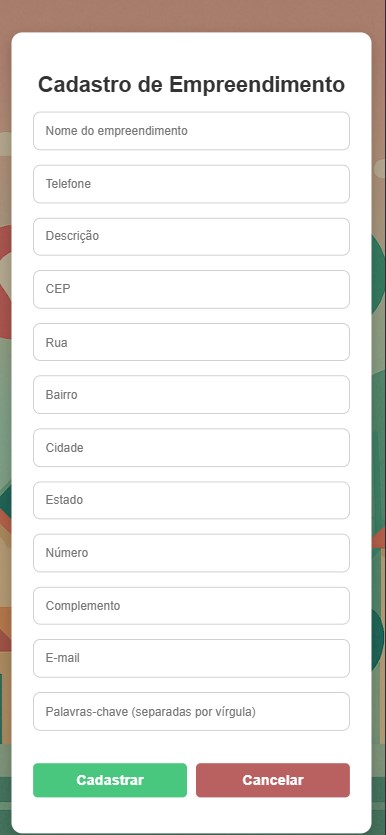 Cadastro de Empreendimento
Nome do empreendimento
Telefone
Descrição
CEP
Rua
Bairro
Cidade
Estado
Número
Complemento
E-mail
Palavras-chave (separadas por vírgula)
Cadastrar Cancelar